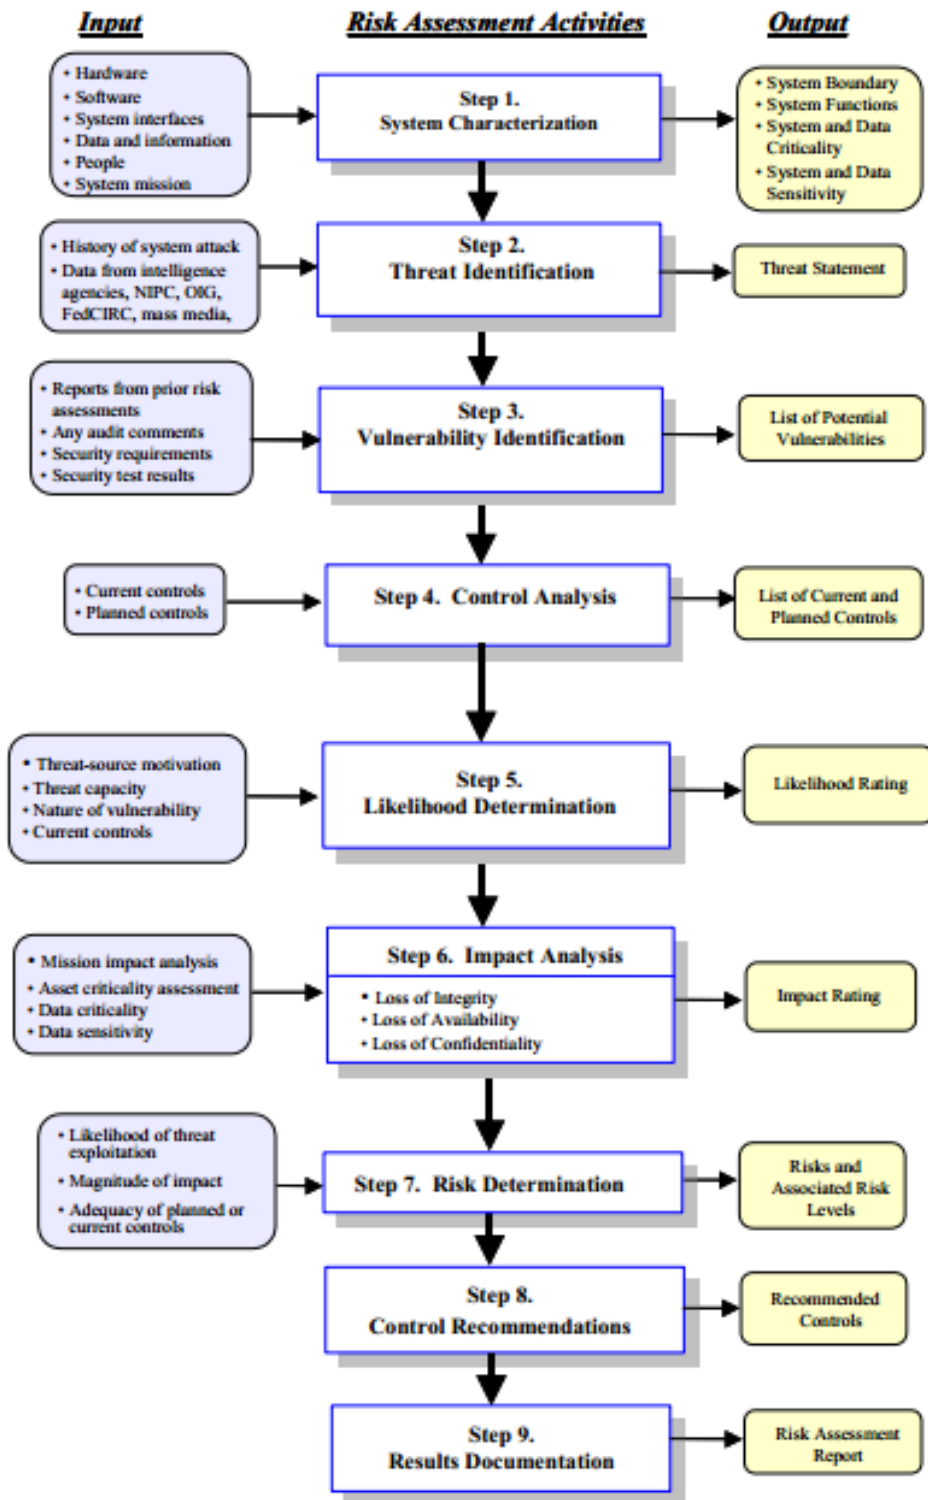 Input
Risk Assessment Activities
Output
• Hardware
• Software
• System interfaces
• Data and information
• People
• System mission
Step 1.
System Characterization
• System Boundary
• System Functions
• System and Data
Criticality
• System and Data
Sensitivity
• History of system attack
• Data from intelligence
agencies, NIPC, OIG,
FedCIRC, mass media,
Step 2.
Threat Identification
Threat Statement
• Reports from prior risk
assessments
• Any audit comments
• Security requirements
• Security test results
Step 3.
Vulnerability Identification
List of Potential
Vulnerabilities
• Current controls
• Planned controls
Step 4. Control Analysis
List of Current and
Planned Controls
• Threat-source motivation
• Threat capacity
• Nature of vulnerability
• Current controls
Step 5.
Likelihood Determination
Likelihood Rating
• Mission impact analysis
• Asset criticality assessment
• Data criticality
• Data sensitivity
Step 6. Impact Analysis
• Loss of Integrity
• Loss of Availability
• Loss of Confidentiality
Impact Rating
• Likelihood of threat
exploitation
• Magnitude of impact
• Adequacy of planned or
current controls
Step 7. Risk Determination
Risks and
Associated Risk
Levels
Step 8.
Control Recommendations
Recommended
Controls
Step 9.
Results Documentation
Risk Assessment
Report